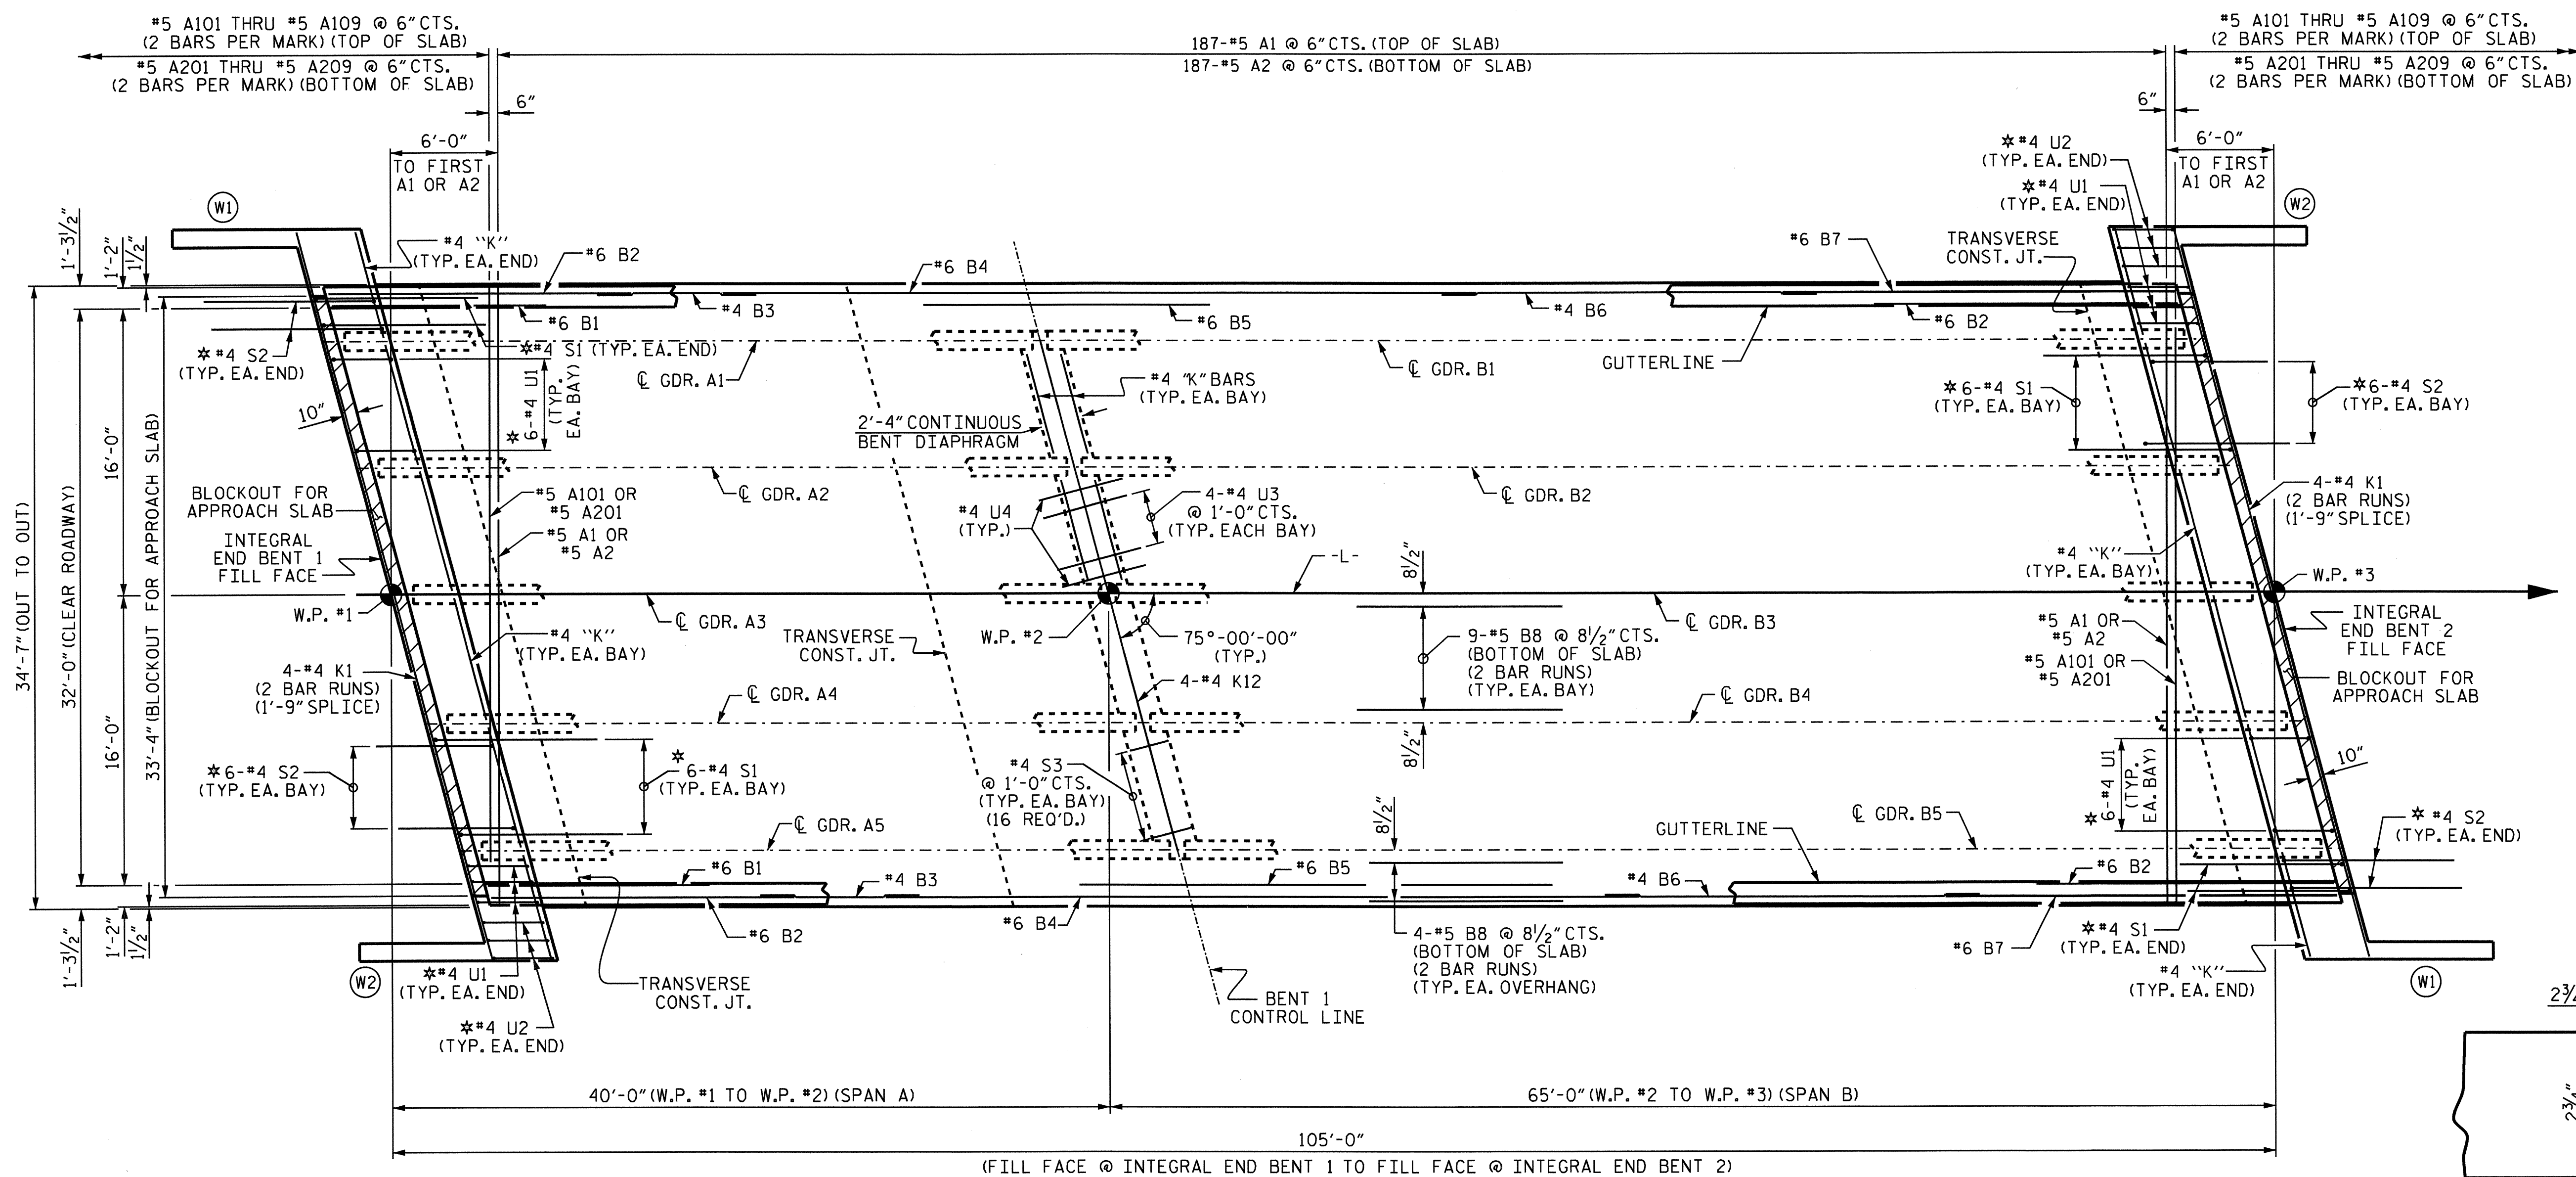 #5 A101 THRU #5 A109 @ 6" CTS.
(2 BARS PER MARK) (TOP OF SLAB)
#5 A201 THRU #5 A209 @ 6" CTS.
(2 BARS PER MARK) (BOTTOM OF SLAB)
187-#5 A1 @ 6" CTS. (TOP OF SLAB)
187-#5 A2 @ 6" CTS. (BOTTOM OF SLAB)
#5 A101 THRU #5 A109 @ 6" CTS.
(2 BARS PER MARK) (TOP OF SLAB)
#5 A201 THRU #5 A209 @ 6" CTS.
(2 BARS PER MARK) (BOTTOM OF SLAB)
6"
6'-0"
TO FIRST
A1 OR A2
6"
6'-0"
TO FIRST
A1 OR A2
☆#4 U2
(TYP. EA. END)
☆#4 U1
(TYP. EA. END)
W1
W2
1'-3½"
1'-2"
1½"
#4 "K"
(TYP. EA. END)
#6 B2
#6 B4
#6 B7
TRANSVERSE
CONST. JT.
#4 B3
#6 B1
#6 B5
#4 B6
#6 B2
☆#4 S2
(TYP. EA. END)
☆#4 S1 (TYP. EA. END)
☆ 6-#4 U1
(TYP.
EA. BAY)
℄ GDR. A1
℄ GDR. B1
GUTTERLINE
#4 "K" BARS
(TYP. EA. BAY)
☆6-#4 S1
(TYP. EA. BAY)
☆6-#4 S2
(TYP. EA. BAY)
10"
2'-4" CONTINUOUS
BENT DIAPHRAGM
34'-7" (OUT TO OUT)
32'-0" (CLEAR ROADWAY)
16'-0"
16'-0"
33'-4" (BLOCKOUT FOR APPROACH SLAB)
BLOCKOUT FOR
APPROACH SLAB
INTEGRAL
END BENT 1
FILL FACE
#5 A101 OR
#5 A201
#5 A1 OR
#5 A2
℄ GDR. A2
℄ GDR. B2
#4 U4
(TYP.)
4-#4 U3
@ 1'-0" CTS.
(TYP. EACH BAY)
4-#4 K1
(2 BAR RUNS)
(1'-9" SPLICE)
#4 "K"
(TYP. EA. BAY)
8½"
-L-
W.P. #1
W.P. #2
W.P. #3
℄ GDR. A3
℄ GDR. B3
#4 "K"
(TYP. EA. BAY)
TRANSVERSE
CONST. JT.
75°-00'-00"
(TYP.)
9-#5 B8 @ 8½" CTS.
(BOTTOM OF SLAB)
(2 BAR RUNS)
(TYP. EA. BAY)
#5 A1 OR
#5 A2
#5 A101 OR
#5 A201
INTEGRAL
END BENT 2
FILL FACE
BLOCKOUT FOR
APPROACH SLAB
4-#4 K1
(2 BAR RUNS)
(1'-9" SPLICE)
4-#4 K12
℄ GDR. A4
℄ GDR. B4
8½"
☆6-#4 S2
(TYP. EA. BAY)
☆
6-#4 S1
(TYP. EA. BAY)
#4 S3
@ 1'-0" CTS.
(TYP. EA. BAY)
(16 REQ'D.)
☆ 6-#4 U1
(TYP.
EA. BAY)
10"
℄ GDR. A5
8½"
GUTTERLINE
℄ GDR. B5
☆ #4 S2
(TYP. EA. END)
#6 B1
#4 B3
#6 B5
#4 B6
#6 B2
1'-3½"
1'-2"
1½"
#6 B2
#6 B4
4-#5 B8 @ 8½" CTS.
(BOTTOM OF SLAB)
(2 BAR RUNS)
(TYP. EA. OVERHANG)
#6 B7
☆#4 S1
(TYP. EA. END)
#4 "K"
(TYP. EA. END)
W2
☆#4 U1
(TYP. EA. END)
☆#4 U2
(TYP. EA. END)
TRANSVERSE
CONST. JT.
BENT 1
CONTROL LINE
W1
2¾"
2¾"
40'-0" (W.P. #1 TO W.P. #2) (SPAN A)
65'-0" (W.P. #2 TO W.P. #3) (SPAN B)
105'-0"
(FILL FACE @ INTEGRAL END BENT 1 TO FILL FACE @ INTEGRAL END BENT 2)